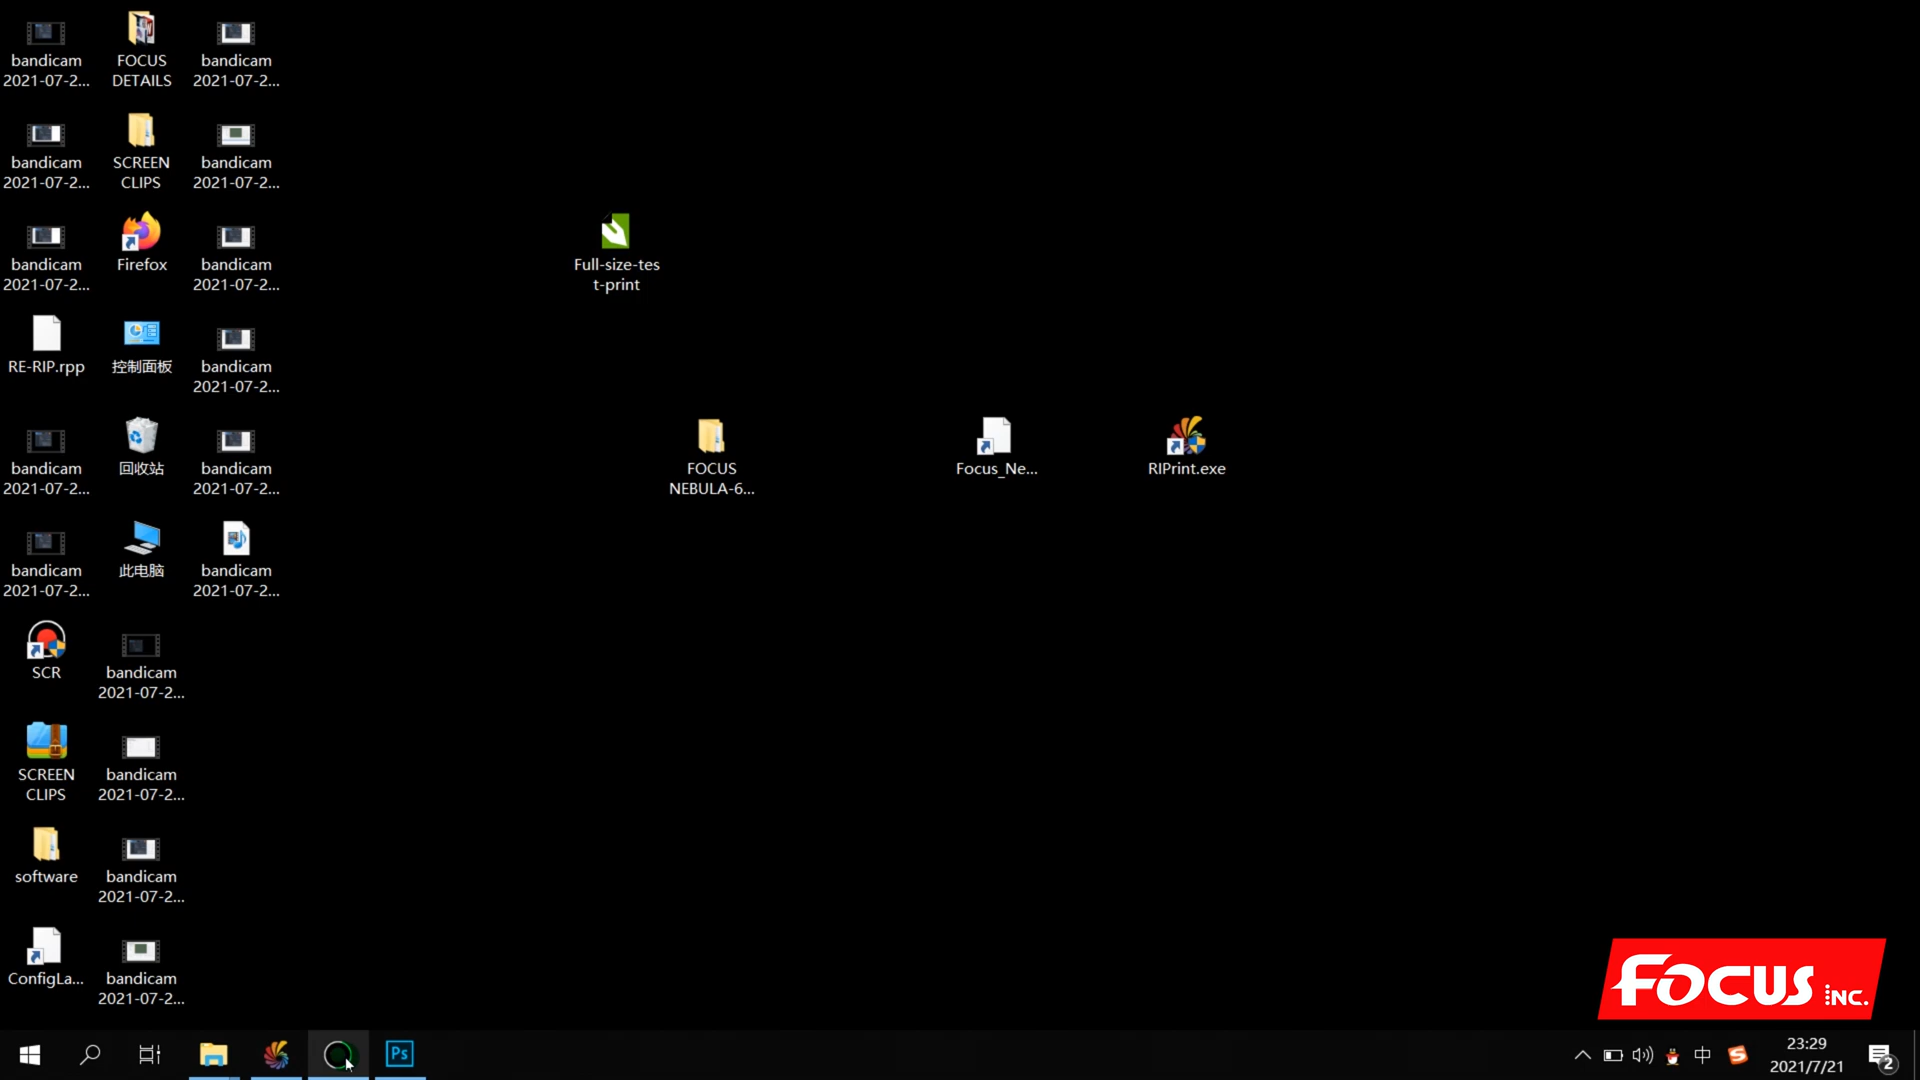 bandicam
2021-07-2...
FOCUS
DETAILS
bandicam
2021-07-2...
bandicam
2021-07-2...
SCREEN
CLIPS
bandicam
2021-07-2...
bandicam
2021-07-2...
Firefox
bandicam
2021-07-2...
Full-size-tes
t-print
RE-RIP.rpp
控制面板
bandicam
2021-07-2...
bandicam
2021-07-2...
回收站
bandicam
2021-07-2...
FOCUS
NEBULA-6...
Focus_Ne...
RIPrint.exe
bandicam
2021-07-2...
此电脑
bandicam
2021-07-2...
SCR
bandicam
2021-07-2...
SCREEN
CLIPS
bandicam
2021-07-2...
software
bandicam
2021-07-2...
ConfigLa...
bandicam
2021-07-2...
FOCUS INC.
Ps
中
S
23:29
2021/7/21
2